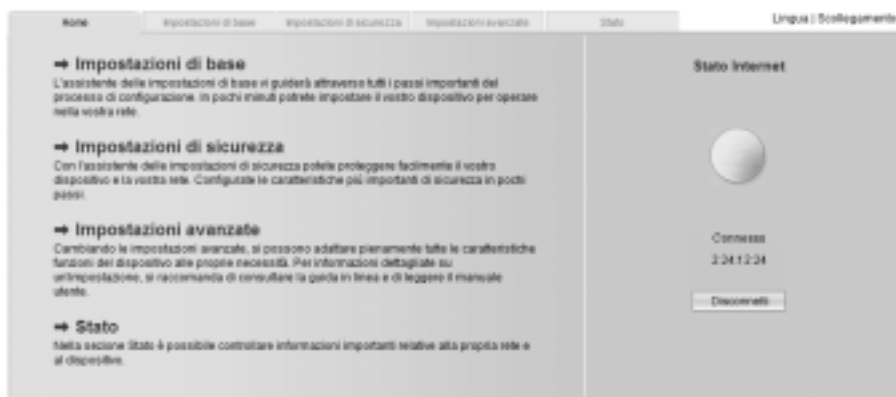 Home Impostazioni di base Impostazioni di sicurezza Impostazioni avanzate Stato Lingua | Scollegamento
➡ Impostazioni di base
L'assistente delle impostazioni di base vi guiderà attraverso tutti i passi importanti del
processo di configurazione. In pochi minuti potrete impostare il vostro dispositivo per operare
nella vostra rete.
➡ Impostazioni di sicurezza
Con l'assistente delle impostazioni di sicurezza potete proteggere facilmente il vostro
dispositivo e la vostra rete. Configurate le caratteristiche più importanti di sicurezza in pochi
passi.
➡ Impostazioni avanzate
Cambiando le impostazioni avanzate, si possono adattare pienamente tutte le caratteristiche
funzioni del dispositivo alle proprie necessità. Per informazioni dettagliate su
un'impostazione, si raccomanda di consultare la guida in linea e di leggere il manuale
utente.
➡ Stato
Nella sezione Stato è possibile controllare informazioni importanti relative alla propria rete e
al dispositivo.
Stato Internet
Connesso
2:24:12:24
Disconnetti